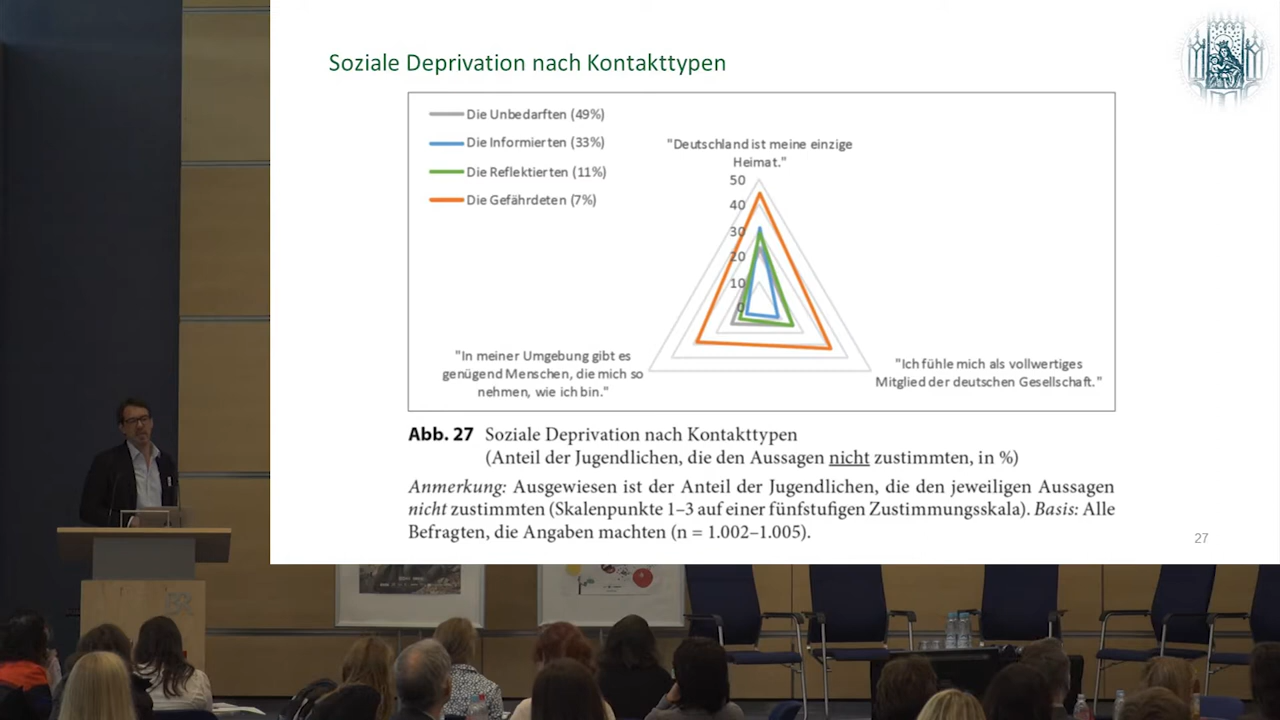 Soziale Deprivation nach Kontakttypen
Die Unbedarften (49%)
Die Informierten (33%)
Die Reflektierten (11%)
Die Gefährdeten (7%)
"Deutschland ist meine einzige
Heimat."
50
40
30
20
10
0
"In meiner Umgebung gibt es
genügend Menschen, die mich so
nehmen, wie ich bin."
"Ich fühle mich als vollwertiges
Mitglied der deutschen Gesellschaft."
Abb. 27 Soziale Deprivation nach Kontakttypen
(Anteil der Jugendlichen, die den Aussagen nicht zustimmten, in %)
Anmerkung: Ausgewiesen ist der Anteil der Jugendlichen, die den jeweiligen Aussagen
nicht zustimmten (Skalenpunkte 1–3 auf einer fünfstufigen Zustimmungsskala). Basis: Alle
Befragten, die Angaben machten (n = 1.002–1.005).
27